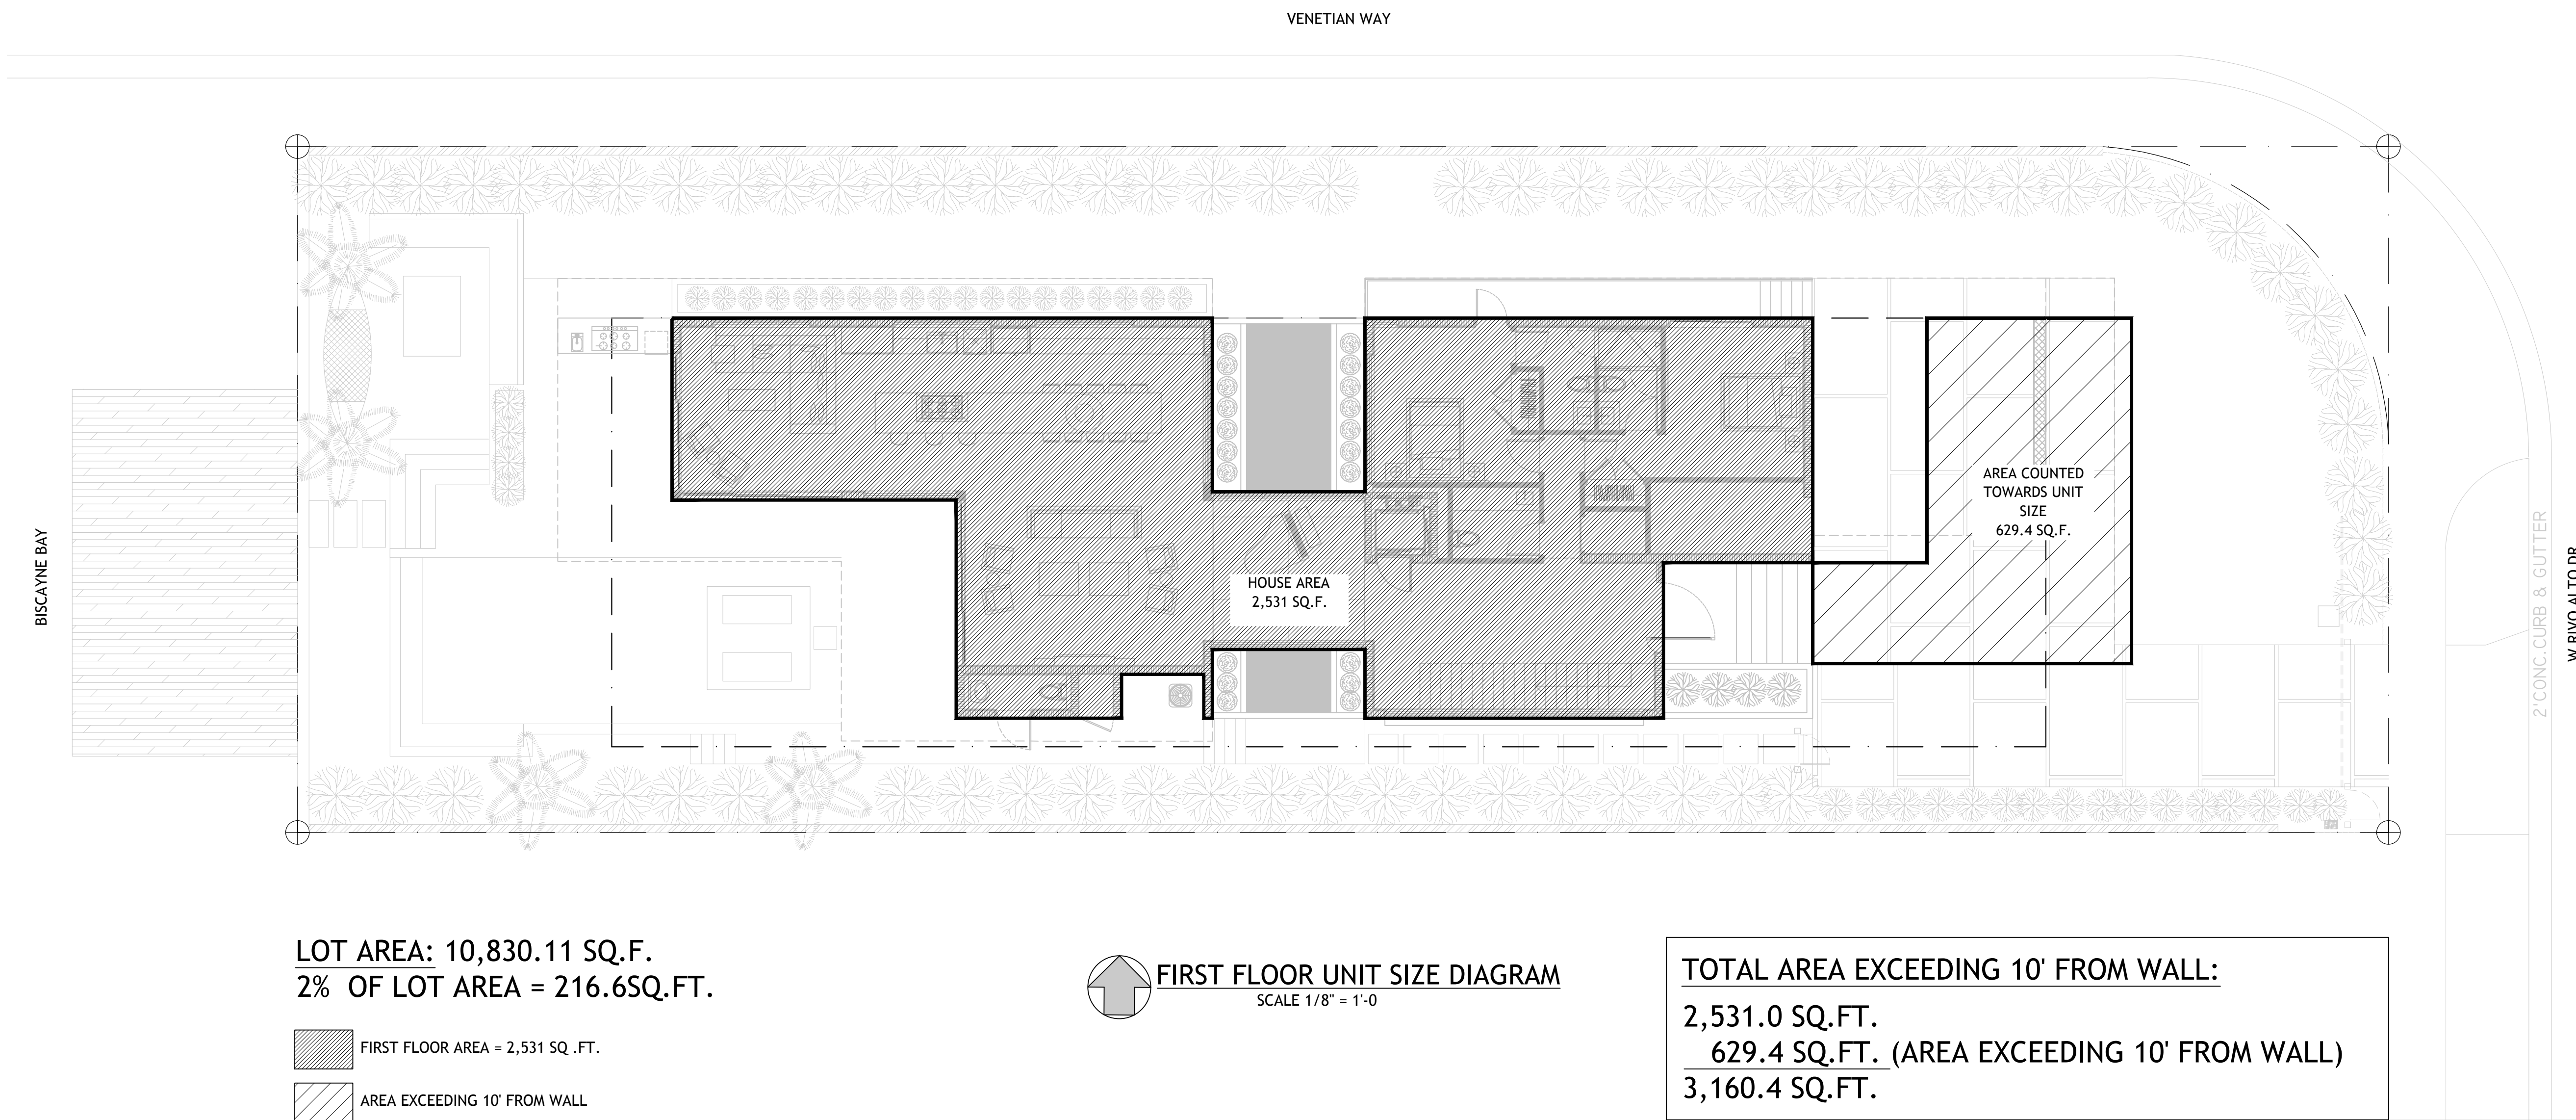 VENETIAN WAY
BISCAYNE BAY
AREA COUNTED
TOWARDS UNIT
SIZE
629.4 SQ.F.
HOUSE AREA
2,531 SQ.F.
2' CONC. CURB & GUTTER
W RIVO ALTO DR
LOT AREA: 10,830.11 SQ.F.
2% OF LOT AREA = 216.6SQ.FT.
FIRST FLOOR AREA = 2,531 SQ .FT.
AREA EXCEEDING 10' FROM WALL
FIRST FLOOR UNIT SIZE DIAGRAM
SCALE 1/8" = 1'-0
TOTAL AREA EXCEEDING 10' FROM WALL:
2,531.0 SQ.FT.
629.4 SQ.FT. (AREA EXCEEDING 10' FROM WALL)
3,160.4 SQ.FT.